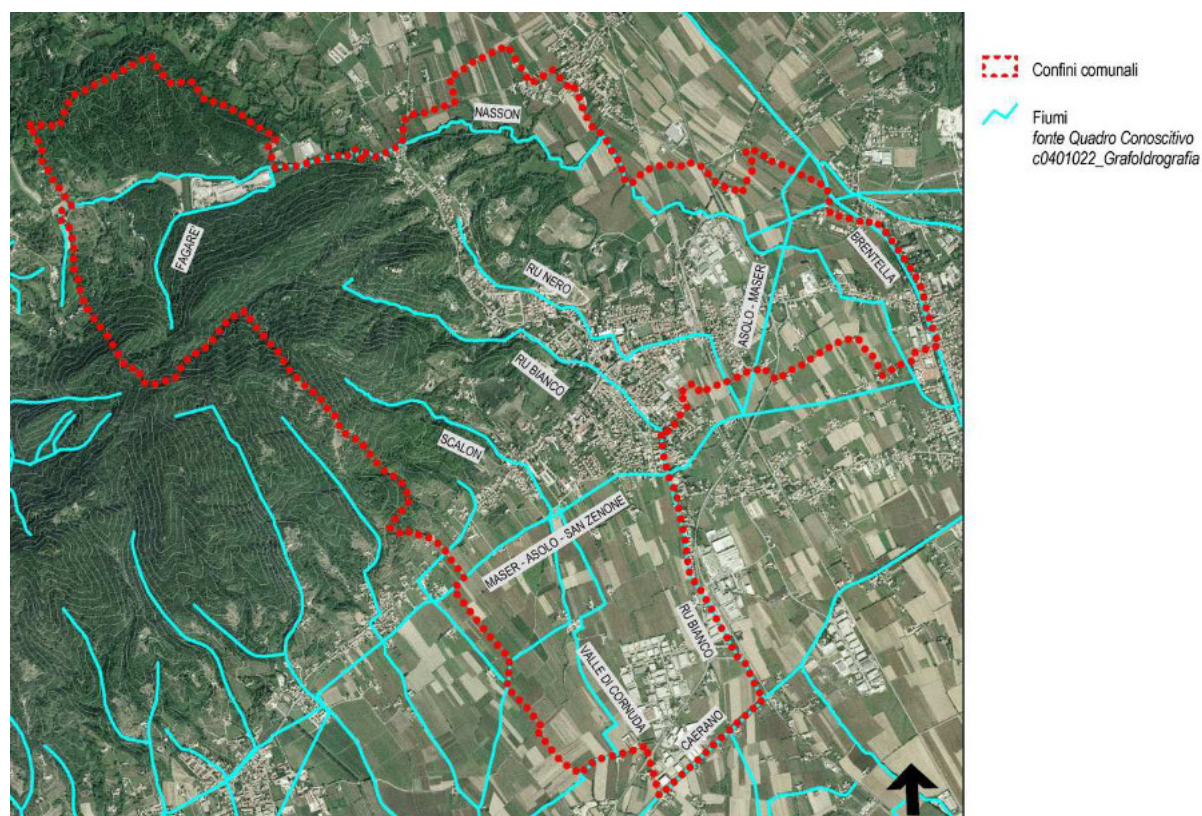 Confini comunali
Fiumi
fonte Quadro Conoscitivo
c0401022_GrafoIdrografia
NASSON
FAGARE
RU NERO
BRENTELLA
ASOLO - MASER
RU BIANCO
SCALON
MASER - ASOLO - SAN ZENONE
RU BIANCO
VALLE DI CORNUDA
CAERANO